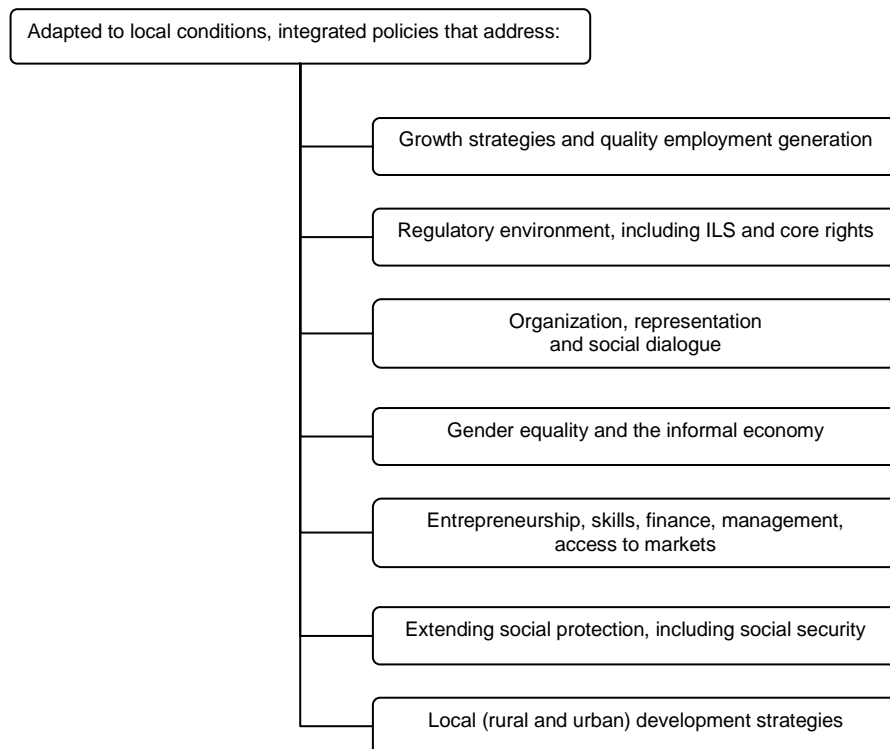 Adapted to local conditions, integrated policies that address:
Growth strategies and quality employment generation
Regulatory environment, including ILS and core rights
Organization, representation
and social dialogue
Gender equality and the informal economy
Entrepreneurship, skills, finance, management,
access to markets
Extending social protection, including social security
Local (rural and urban) development strategies